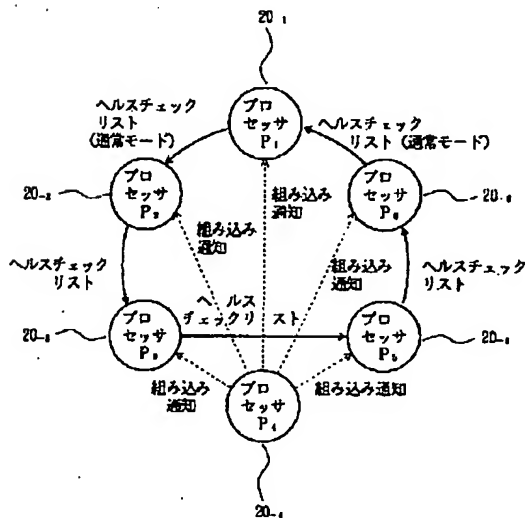 20₋₁
ヘルスチェック
リスト
(通常モード)
プロ
セッサ
P₁
ヘルスチェック
リスト (通常モード)
20₋₂
プロ
セッサ
P₂
組み込み
通知
プロ
セッサ
P₆
20₋₆
組み込み
通知
組み込み
通知
ヘルスチェック
リスト
ヘルスチェック
リスト
ヘルス
チェックリスト
20₋₃
プロ
セッサ
P₃
プロ
セッサ
P₅
20₋₅
組み込み
通知
組み込み通知
プロ
セッサ
P₄
20₋₄